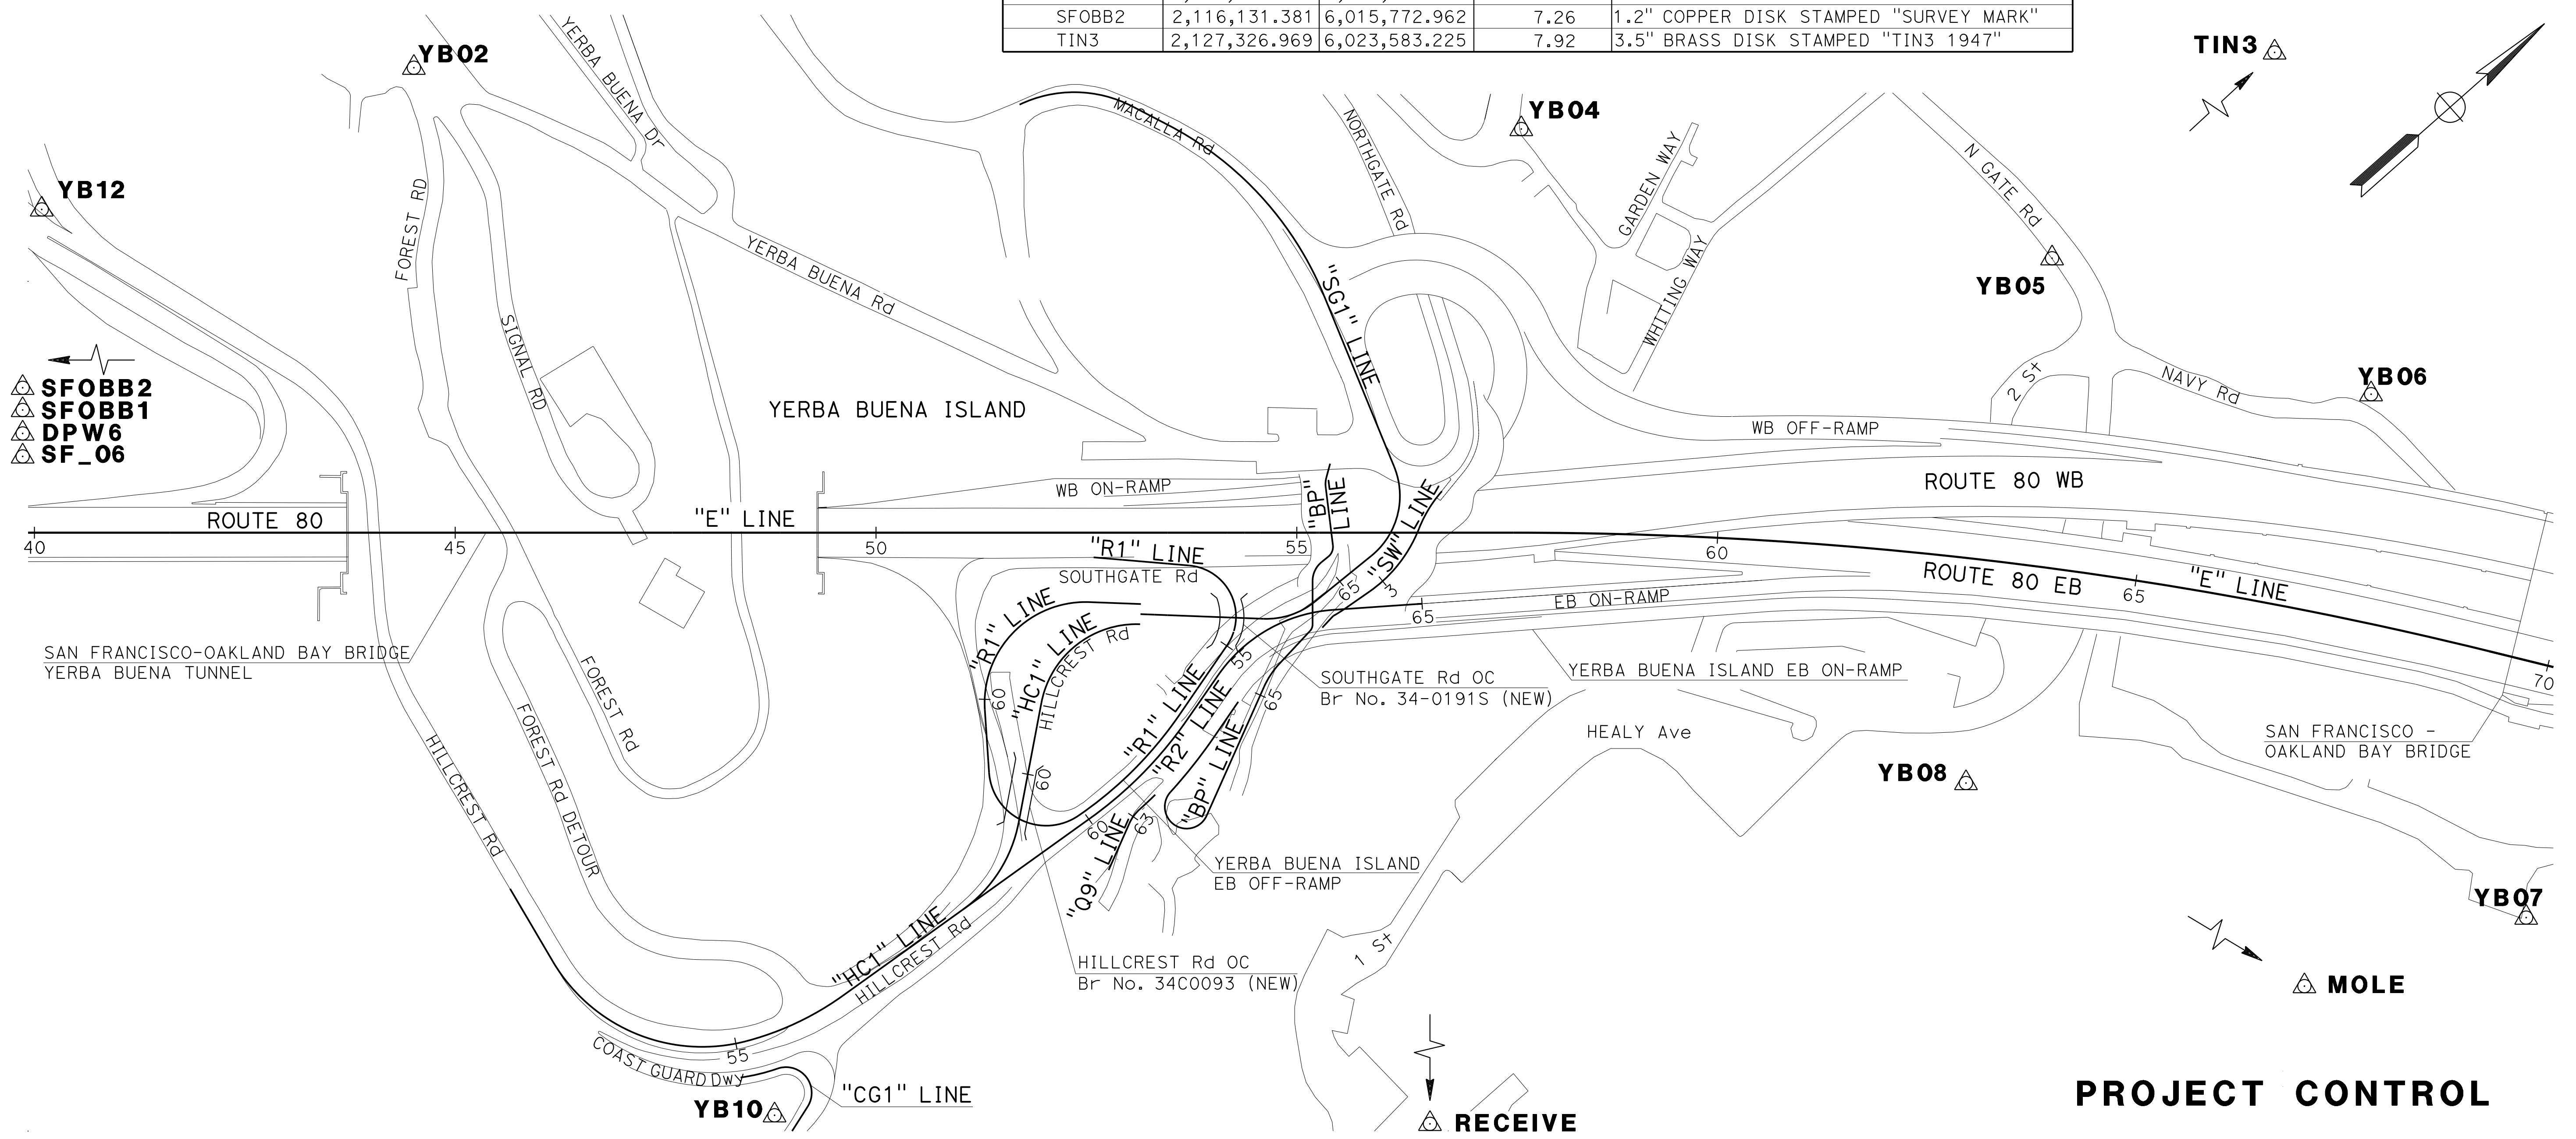 SFOBB2 2,116,131.381 6,015,772.962 7.26 1.2" COPPER DISK STAMPED "SURVEY MARK"
TIN3 2,127,326.969 6,023,583.225 7.92 3.5" BRASS DISK STAMPED "TIN3 1947"
YB02
YERBA BUENA Dr
TIN3
MACALLA Rd
NORTHGATE Rd
YB04
GARDEN WAY
N GATE Rd
YB12
FOREST RD
YERBA BUENA Rd
"SG1" LINE
WHITING WAY
YB05
SIGNAL RD
SFOBB2
SFOBB1
DPW6
SF_06
YERBA BUENA ISLAND
2 St
NAVY Rd
YB06
WB OFF-RAMP
WB ON-RAMP
ROUTE 80 WB
"BP" LINE
"SW" LINE
ROUTE 80
"E" LINE
40
45
50
55
60
"R1" LINE
SOUTHGATE Rd
65
3
ROUTE 80 EB
65
"E" LINE
70
EB ON-RAMP
65
"R1" LINE
"HC1" LINE
HILLCREST Rd
SAN FRANCISCO-OAKLAND BAY BRIDGE
YERBA BUENA TUNNEL
FOREST Rd
60
55
65
SOUTHGATE Rd OC
Br No. 34-0191S (NEW)
YERBA BUENA ISLAND EB ON-RAMP
"R1" LINE
"R2" LINE
"BP" LINE
HEALY Ave
SAN FRANCISCO -
OAKLAND BAY BRIDGE
FOREST Rd DETOUR
HILLCREST Rd
60
60
63
YB08
"Q9" LINE
YERBA BUENA ISLAND
EB OFF-RAMP
YB07
"HC1" LINE
HILLCREST Rd
HILLCREST Rd OC
Br No. 34C0093 (NEW)
1 St
MOLE
55
COAST GUARD Dwy
"CG1" LINE
YB10
RECEIVE
PROJECT CONTROL